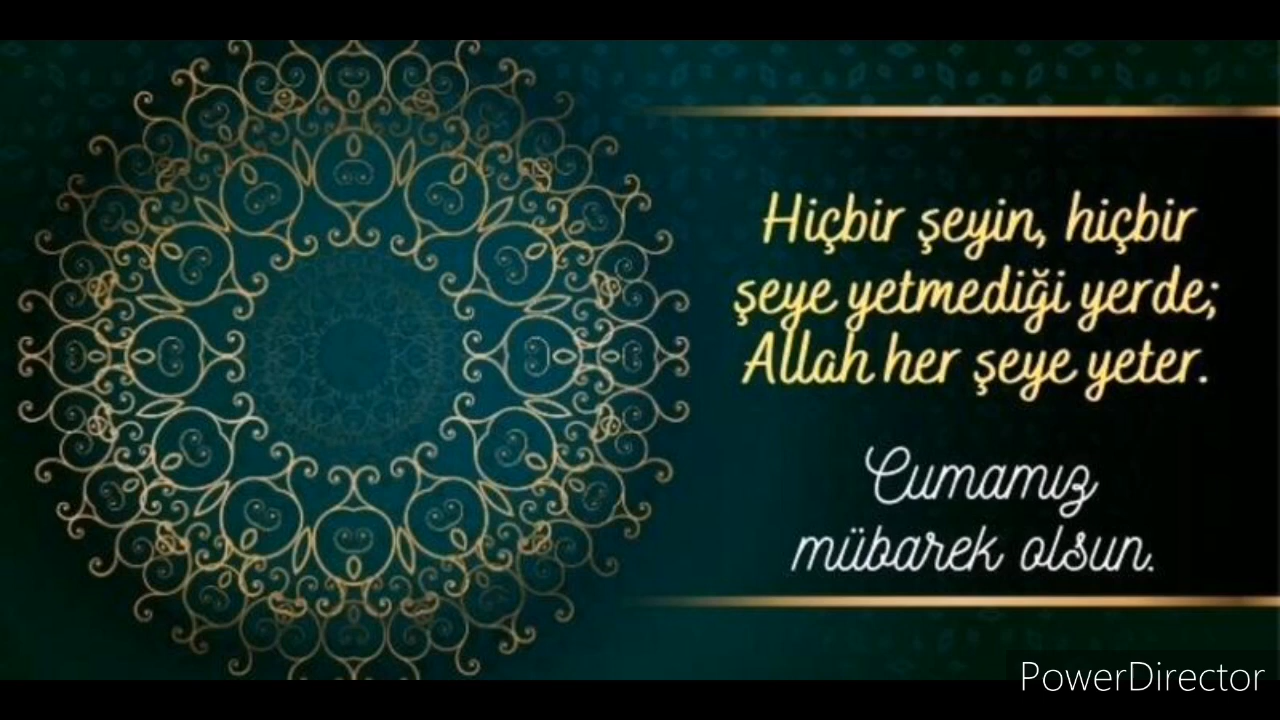 Hiçbir şeyin, hiçbir
şeye yetmediği yerde;
Allah her şeye yeter.
Cumamız
mübarek olsun.
PowerDirector